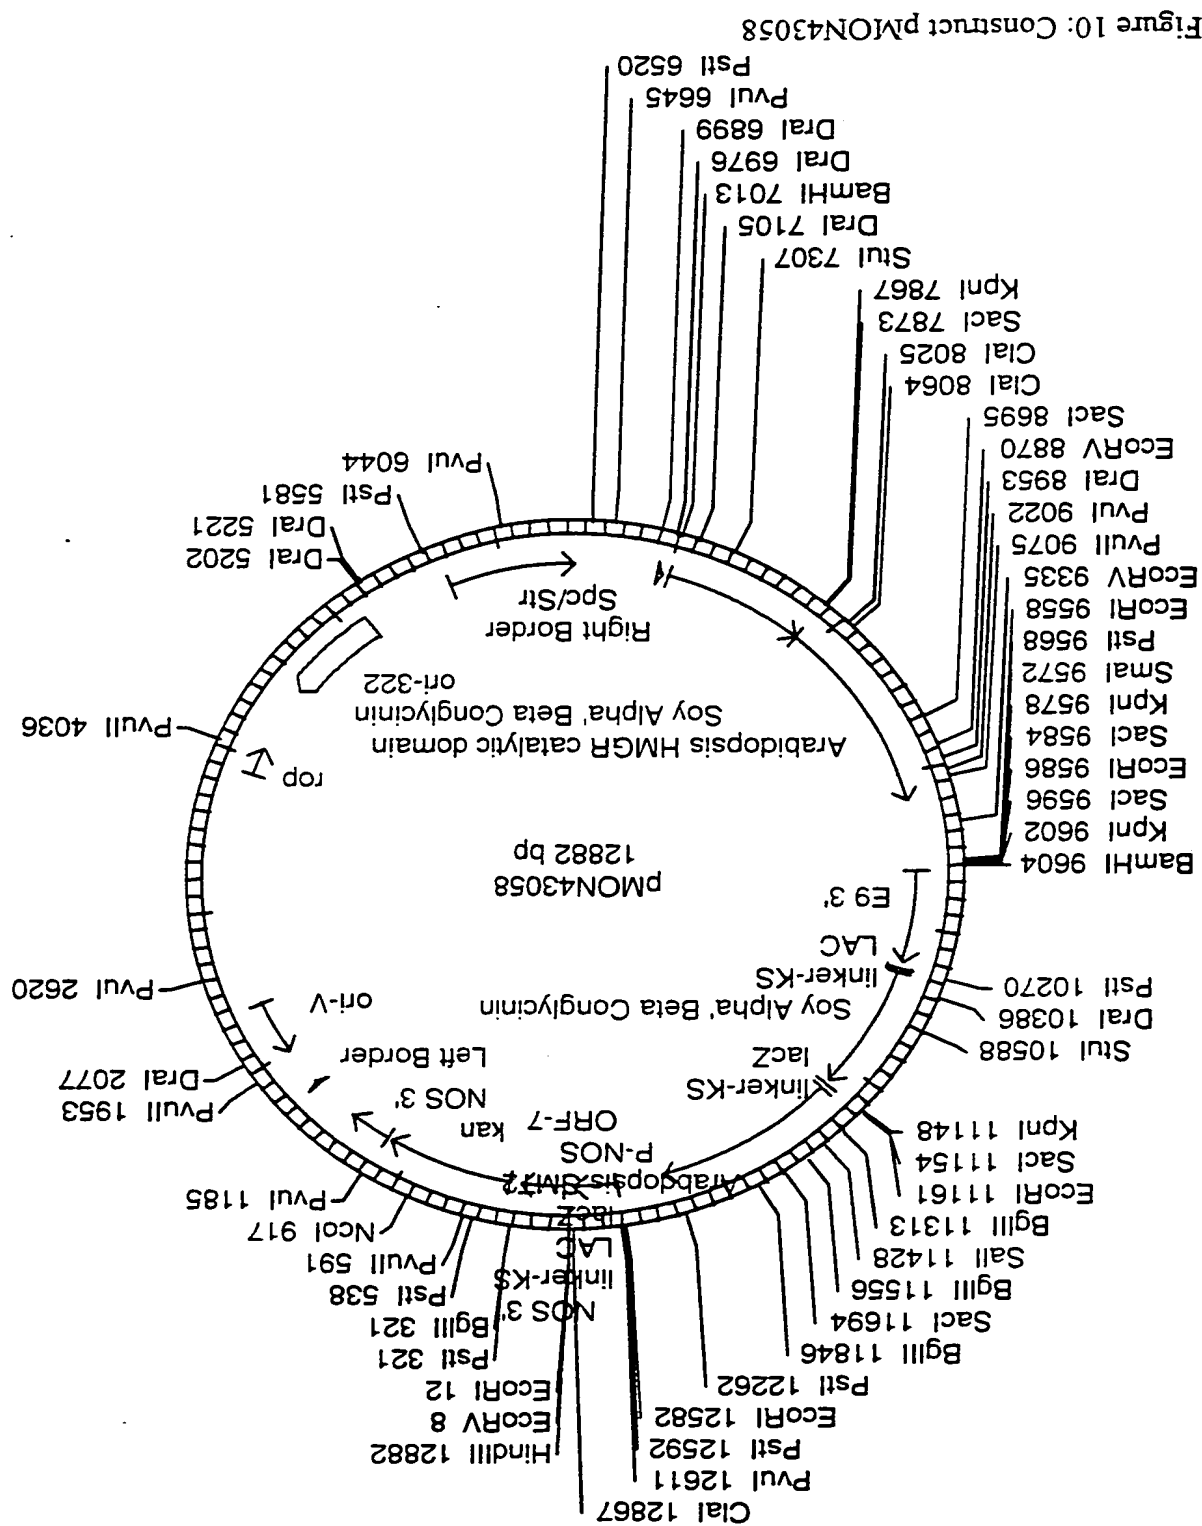 ClaI 12867
PvuI 12611
PstI 12592
EcoRI 12582
PstI 12262
BglII 11846
SacI 11694
BglII 11556
SalI 11428
BglII 11313
EcoRI 11161
SacI 11154
KpnI 11148
StuI 10588
DraI 10386
PstI 10270
BamHI 9604
KpnI 9602
SacI 9596
EcoRI 9586
SacI 9584
KpnI 9578
SmaI 9572
PstI 9568
EcoRI 9558
EcoRV 9335
PvuII 9075
PvuI 9022
DraI 8953
EcoRV 8870
SacI 8695
ClaI 8064
ClaI 8025
SacI 7873
KpnI 7867
StuI 7307
DraI 7105
BamHI 7013
DraI 6976
DraI 6899
PvuI 6645
PstI 6520
HindIII 12882
EcoRV 8
EcoRI 12
PstI 321
BglII 321
PstI 538
PvuII 591
NcoI 917
PvuI 1185
PvuII 1953
DraI 2077
PvuI 2620
PvuII 4036
DraI 5202
DraI 5221
PstI 5581
PvuI 6044
NOS 3'
linker-KS
LAC
lacZ
Arabdopsis
P-NOS
ORF-7
kan
NOS 3'
Left Border
linker-KS
lacZ
ori-V
Soy Alpha' Beta Conglycinin
linker-KS
LAC
E9 3'
pMON43058
12882 bp
rop
Arabidopsis HMGR catalytic domain
Soy Alpha' Beta Conglycinin
ori-322
Right Border
Spc/Str
Figure 10: Construct pMON43058